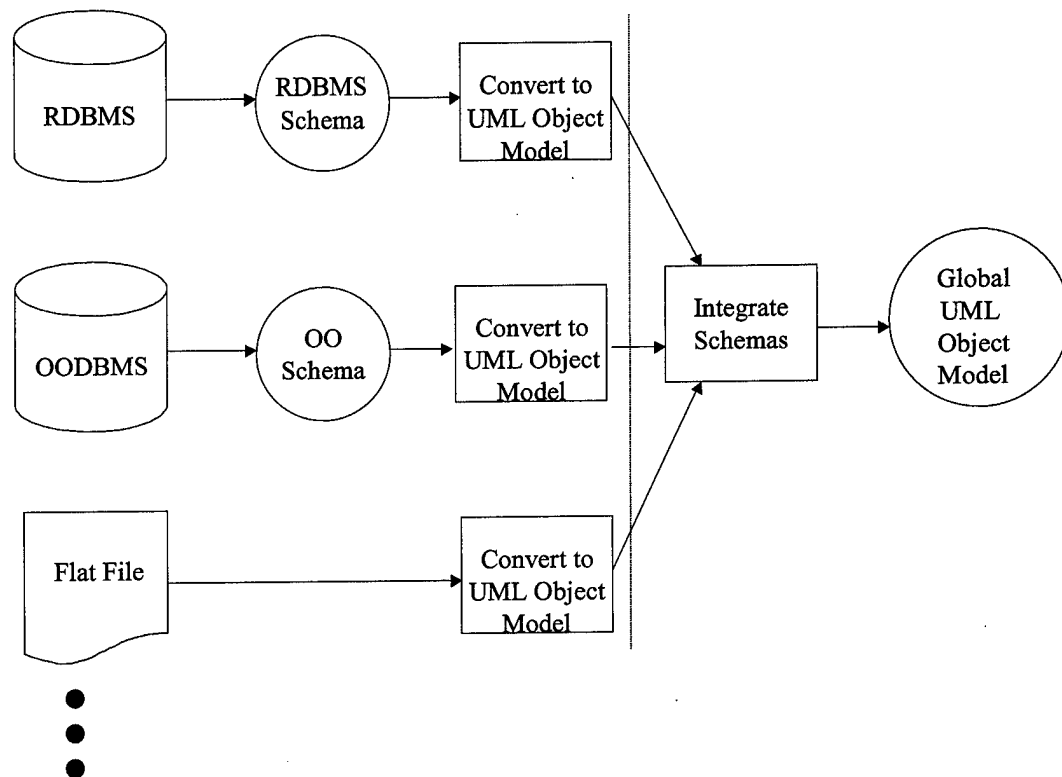 RDBMS
RDBMS
Schema
Convert to
UML Object
Model
OODBMS
OO
Schema
Convert to
UML Object
Model
Integrate
Schemas
Global
UML
Object
Model
Flat File
Convert to
UML Object
Model